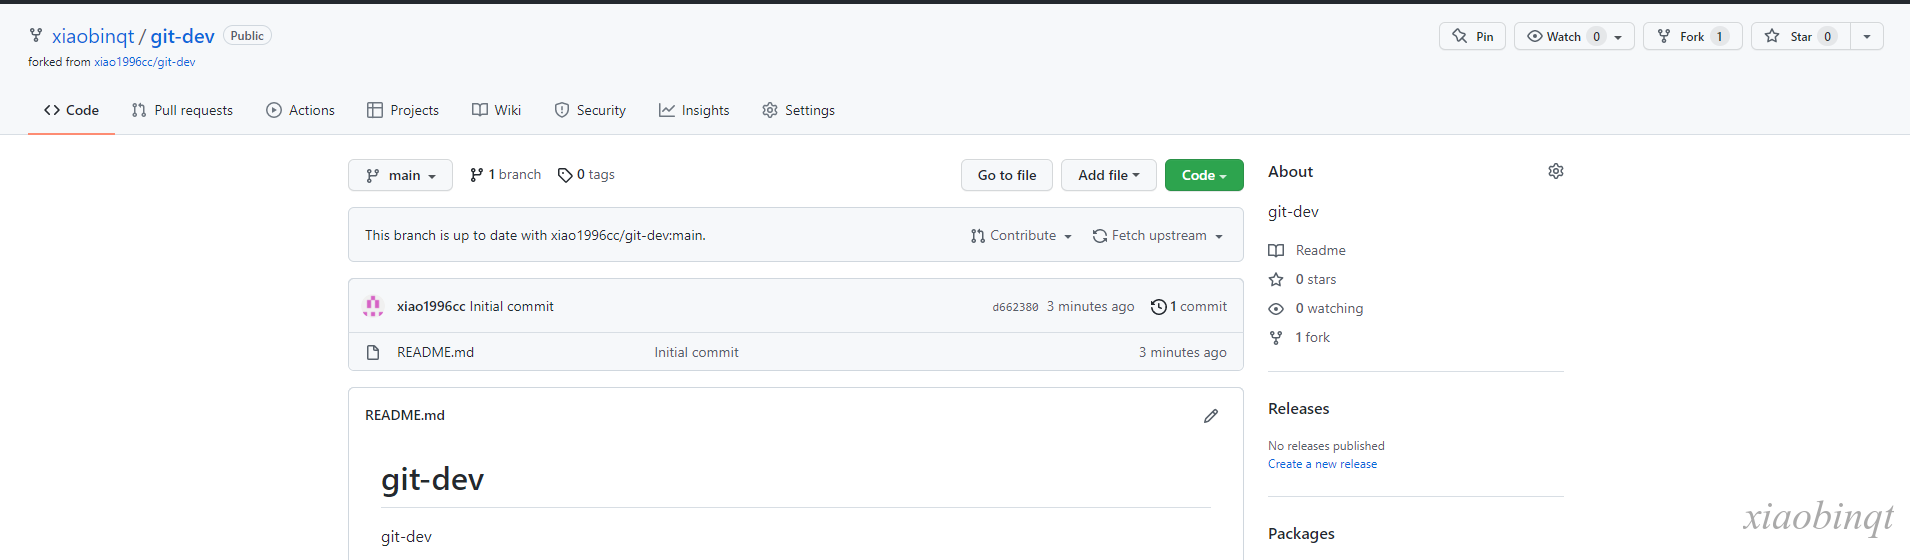 xiaobinqt / git-dev Public
Pin Watch 0 Fork 1 Star 0
forked from xiao1996cc/git-dev
Code Pull requests Actions Projects Wiki Security Insights Settings
main 1 branch 0 tags Go to file Add file Code
This branch is up to date with xiao1996cc/git-dev:main. Contribute Fetch upstream
xiao1996cc Initial commit d662380 3 minutes ago 1 commit
README.md Initial commit 3 minutes ago
README.md
git-dev
git-dev
About
git-dev
Readme
0 stars
0 watching
1 fork
Releases
No releases published
Create a new release
Packages
xiaobinqt